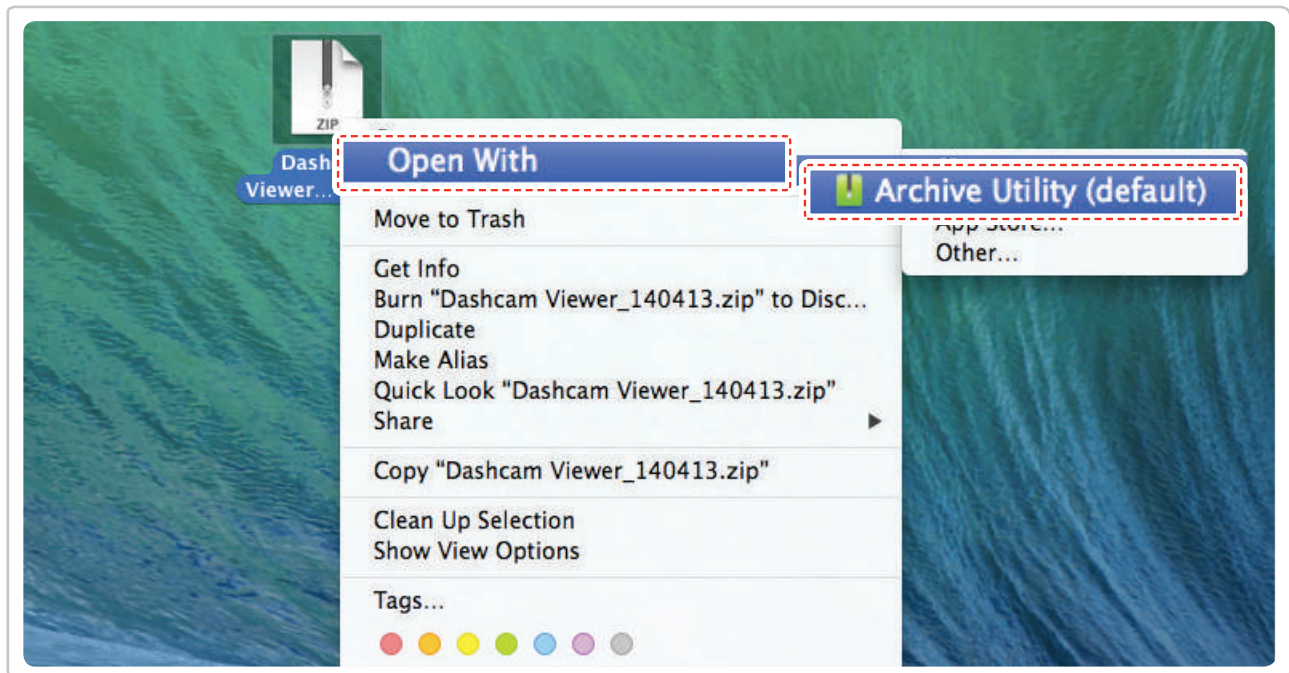 ZIP
Dash
Viewer...
Open With
Archive Utility (default)
App Store...
Other...
Move to Trash
Get Info
Burn “Dashcam Viewer_140413.zip” to Disc...
Duplicate
Make Alias
Quick Look “Dashcam Viewer_140413.zip”
Share
Copy “Dashcam Viewer_140413.zip”
Clean Up Selection
Show View Options
Tags...